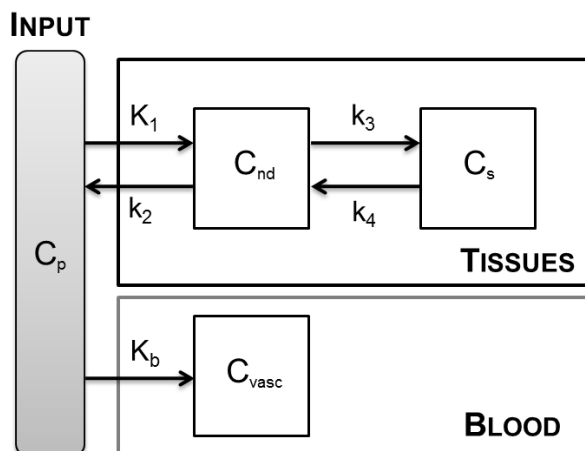 INPUT
K1
k3
Cnd
Cs
k2
k4
Cp
TISSUES
Kb
Cvasc
BLOOD